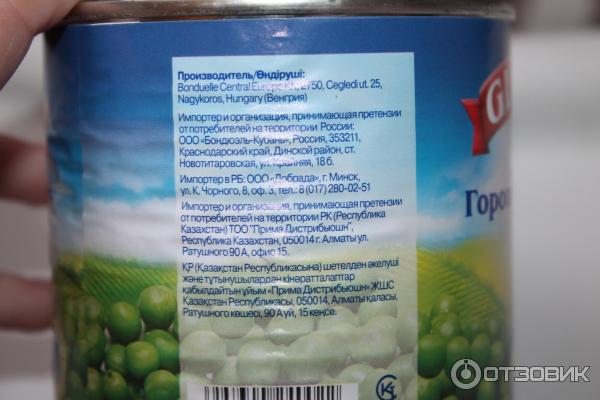 Производитель/Өндіруші:
Bonduelle Central Europe Kft, 2750, Cegledi ut. 25,
Nagykoros, Hungary (Венгрия)
Импортер и организация, принимающая претензии
от потребителей на территории России:
ООО «Бондюэль-Кубань», Россия, 353211,
Краснодарский край, Динской район, ст.
Новотитаровская, ул. Крайняя, 18 б.
Импортер в РБ: ООО «Добрада», г. Минск,
ул. К. Чорного, 8, оф. 3, тел.: 8 (017) 280-02-51
Импортер и организация, принимающая претензии
от потребителей на территории РК (Республика
Казахстан) ТОО "Прима Дистрибьюшн",
Республика Казахстан, 050014 г. Алматы ул.
Ратушного 90 А, офис 15.
ҚР (Қазақстан Республикасына) шетелден әкелуші
және тұтынушылардан кінәратталаптар
қабылдайтын ұйым «Прима Дистрибьюшн» ЖШС
Қазақстан Республикасы, 050014, Алматы қаласы,
Ратушного көшесі, 90 А үй, 15 кеңсе.
Горо
ОТЗОВИК